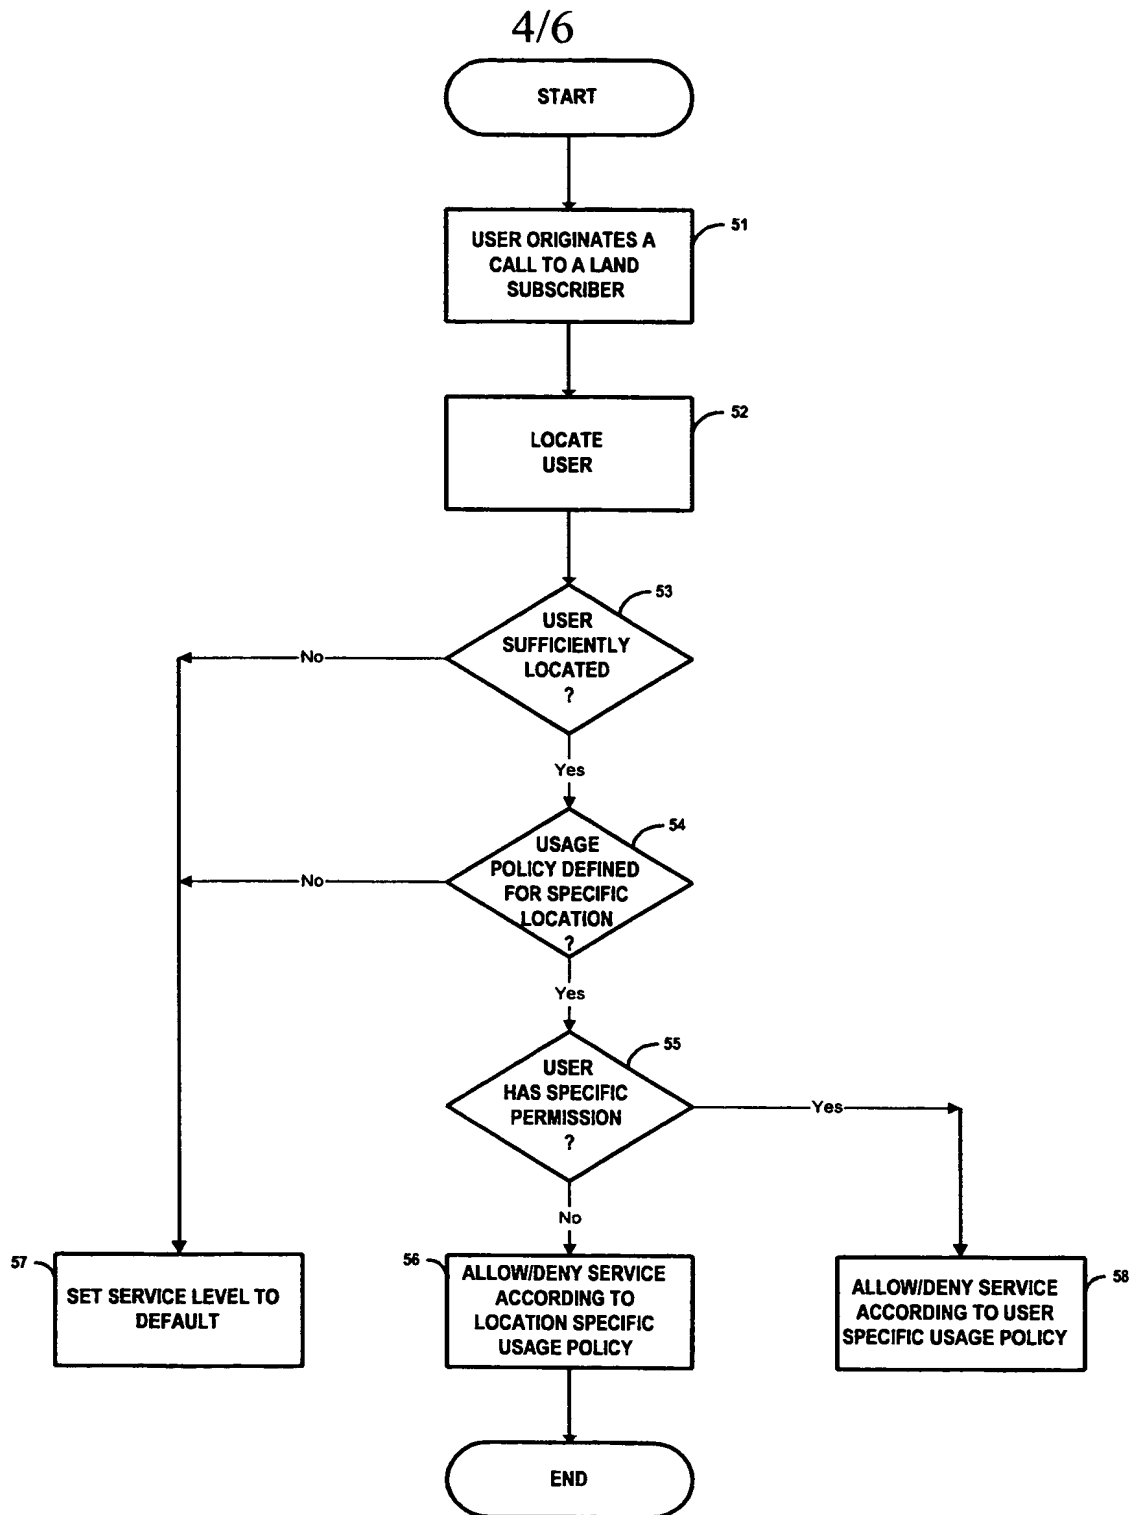 4/6
START
51
USER ORIGINATES A
CALL TO A LAND
SUBSCRIBER
52
LOCATE
USER
53
USER
SUFFICIENTLY
LOCATED
?
No
Yes
54
USAGE
POLICY DEFINED
FOR SPECIFIC
LOCATION
?
No
Yes
55
USER
HAS SPECIFIC
PERMISSION
?
Yes
No
57
SET SERVICE LEVEL TO
DEFAULT
56
ALLOW/DENY SERVICE
ACCORDING TO
LOCATION SPECIFIC
USAGE POLICY
58
ALLOW/DENY SERVICE
ACCORDING TO USER
SPECIFIC USAGE POLICY
END